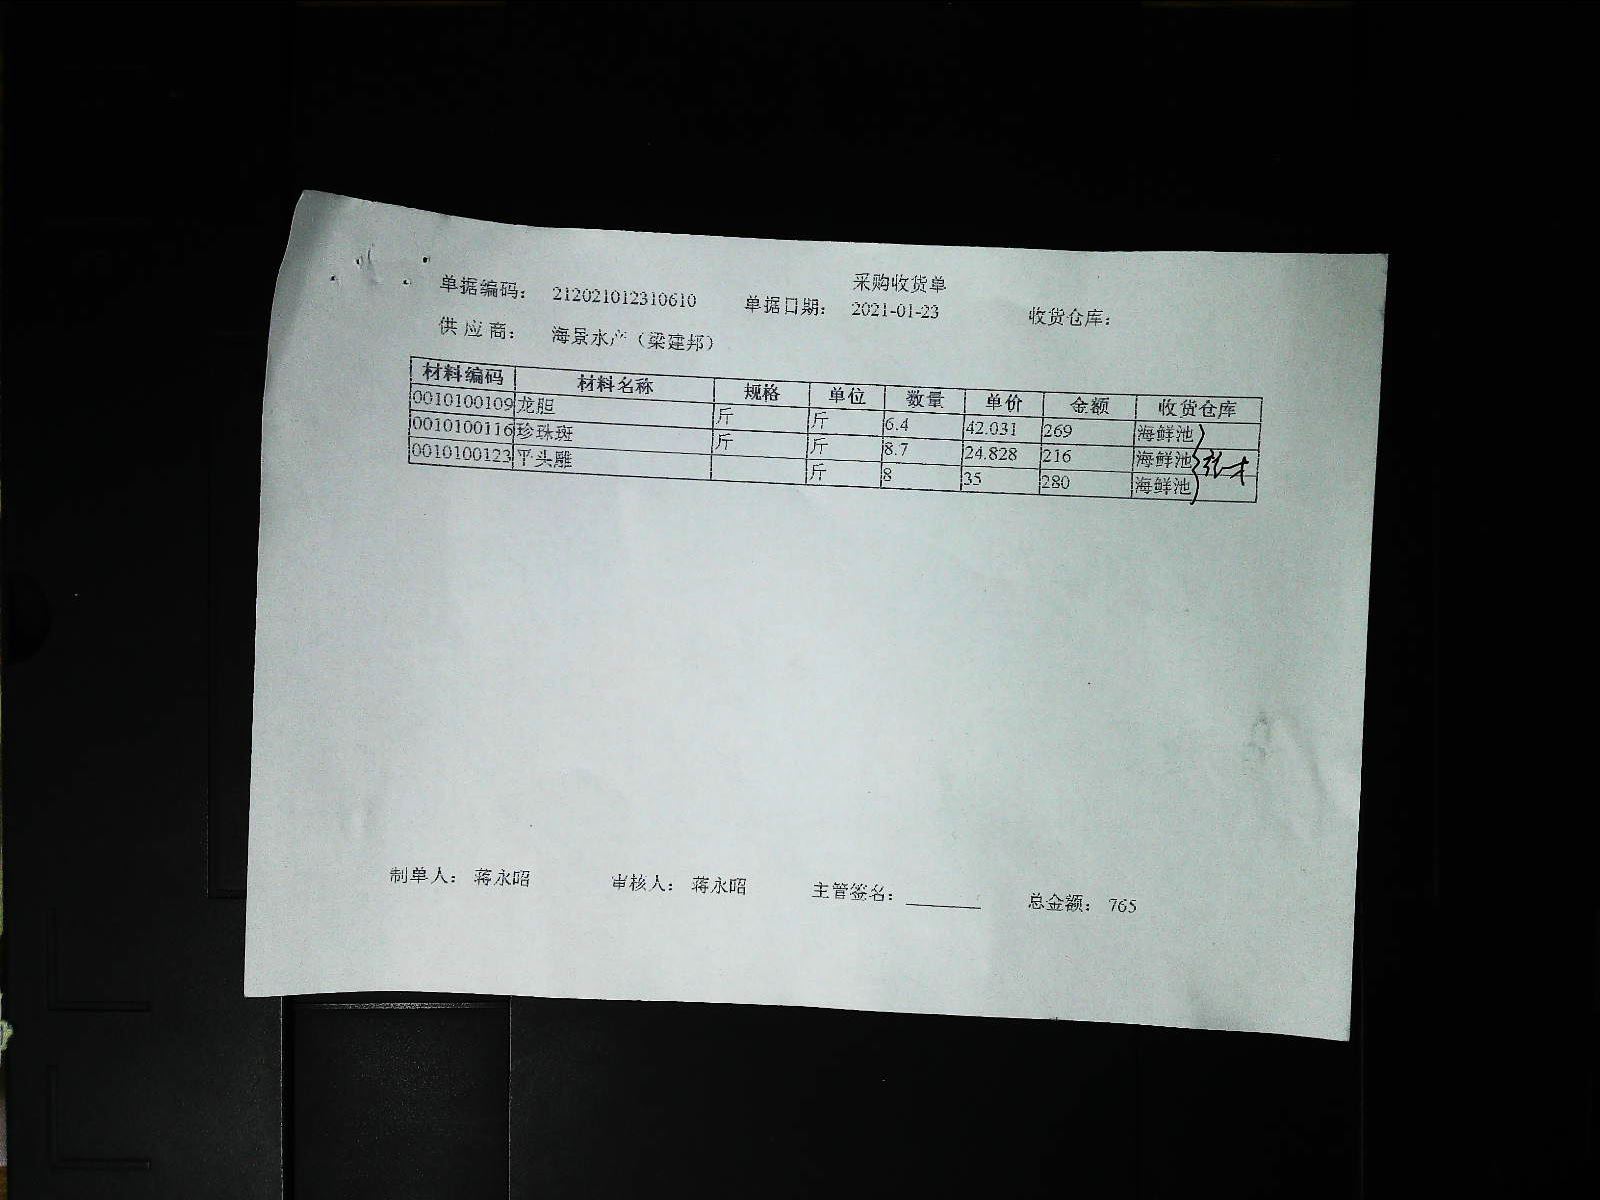 采购收货单
单据编码： 212021012310610 单据日期： 2021-01-23 收货仓库：
供 应 商： 海景水产（梁建邦）
材料编码 材料名称 规格 单位 数量 单价 金额 收货仓库
0010100109 龙胆 斤 斤 6.4 42.031 269 海鲜池
0010100116 珍珠斑 斤 斤 8.7 24.828 216 海鲜池
0010100123 平头雕 斤 8 35 280 海鲜池
制单人： 蒋永昭 审核人： 蒋永昭 主管签名： 总金额： 765